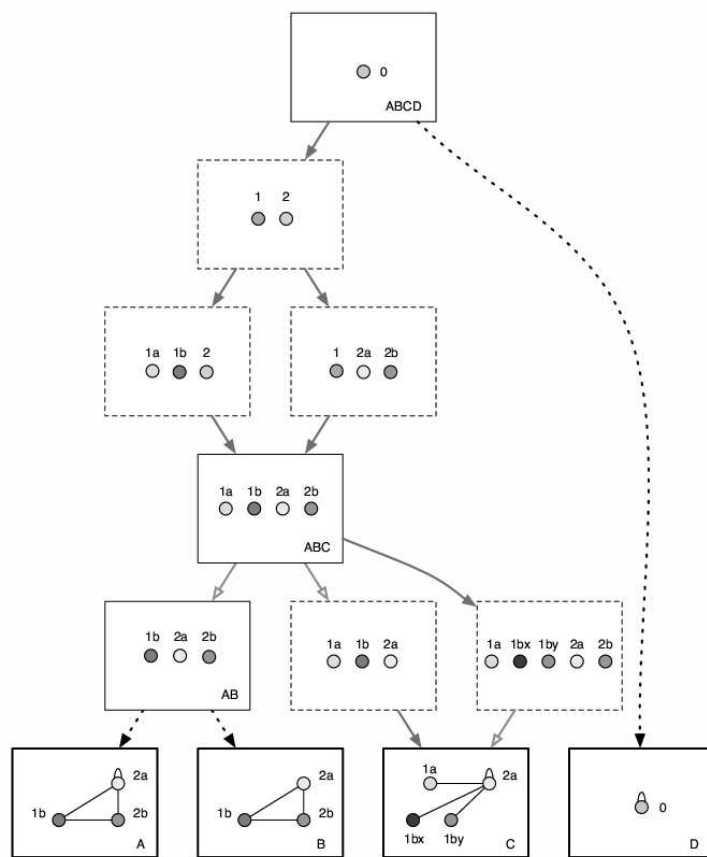 0
ABCD
1 2
1a 1b 2
1 2a 2b
1a 1b 2a 2b
ABC
1b 2a 2b
AB
1a 1b 2a
1a 1bx 1by 2a 2b
2a
1b 2b
A
2a
1b 2b
B
1a 2a
1bx 1by
C
0
D